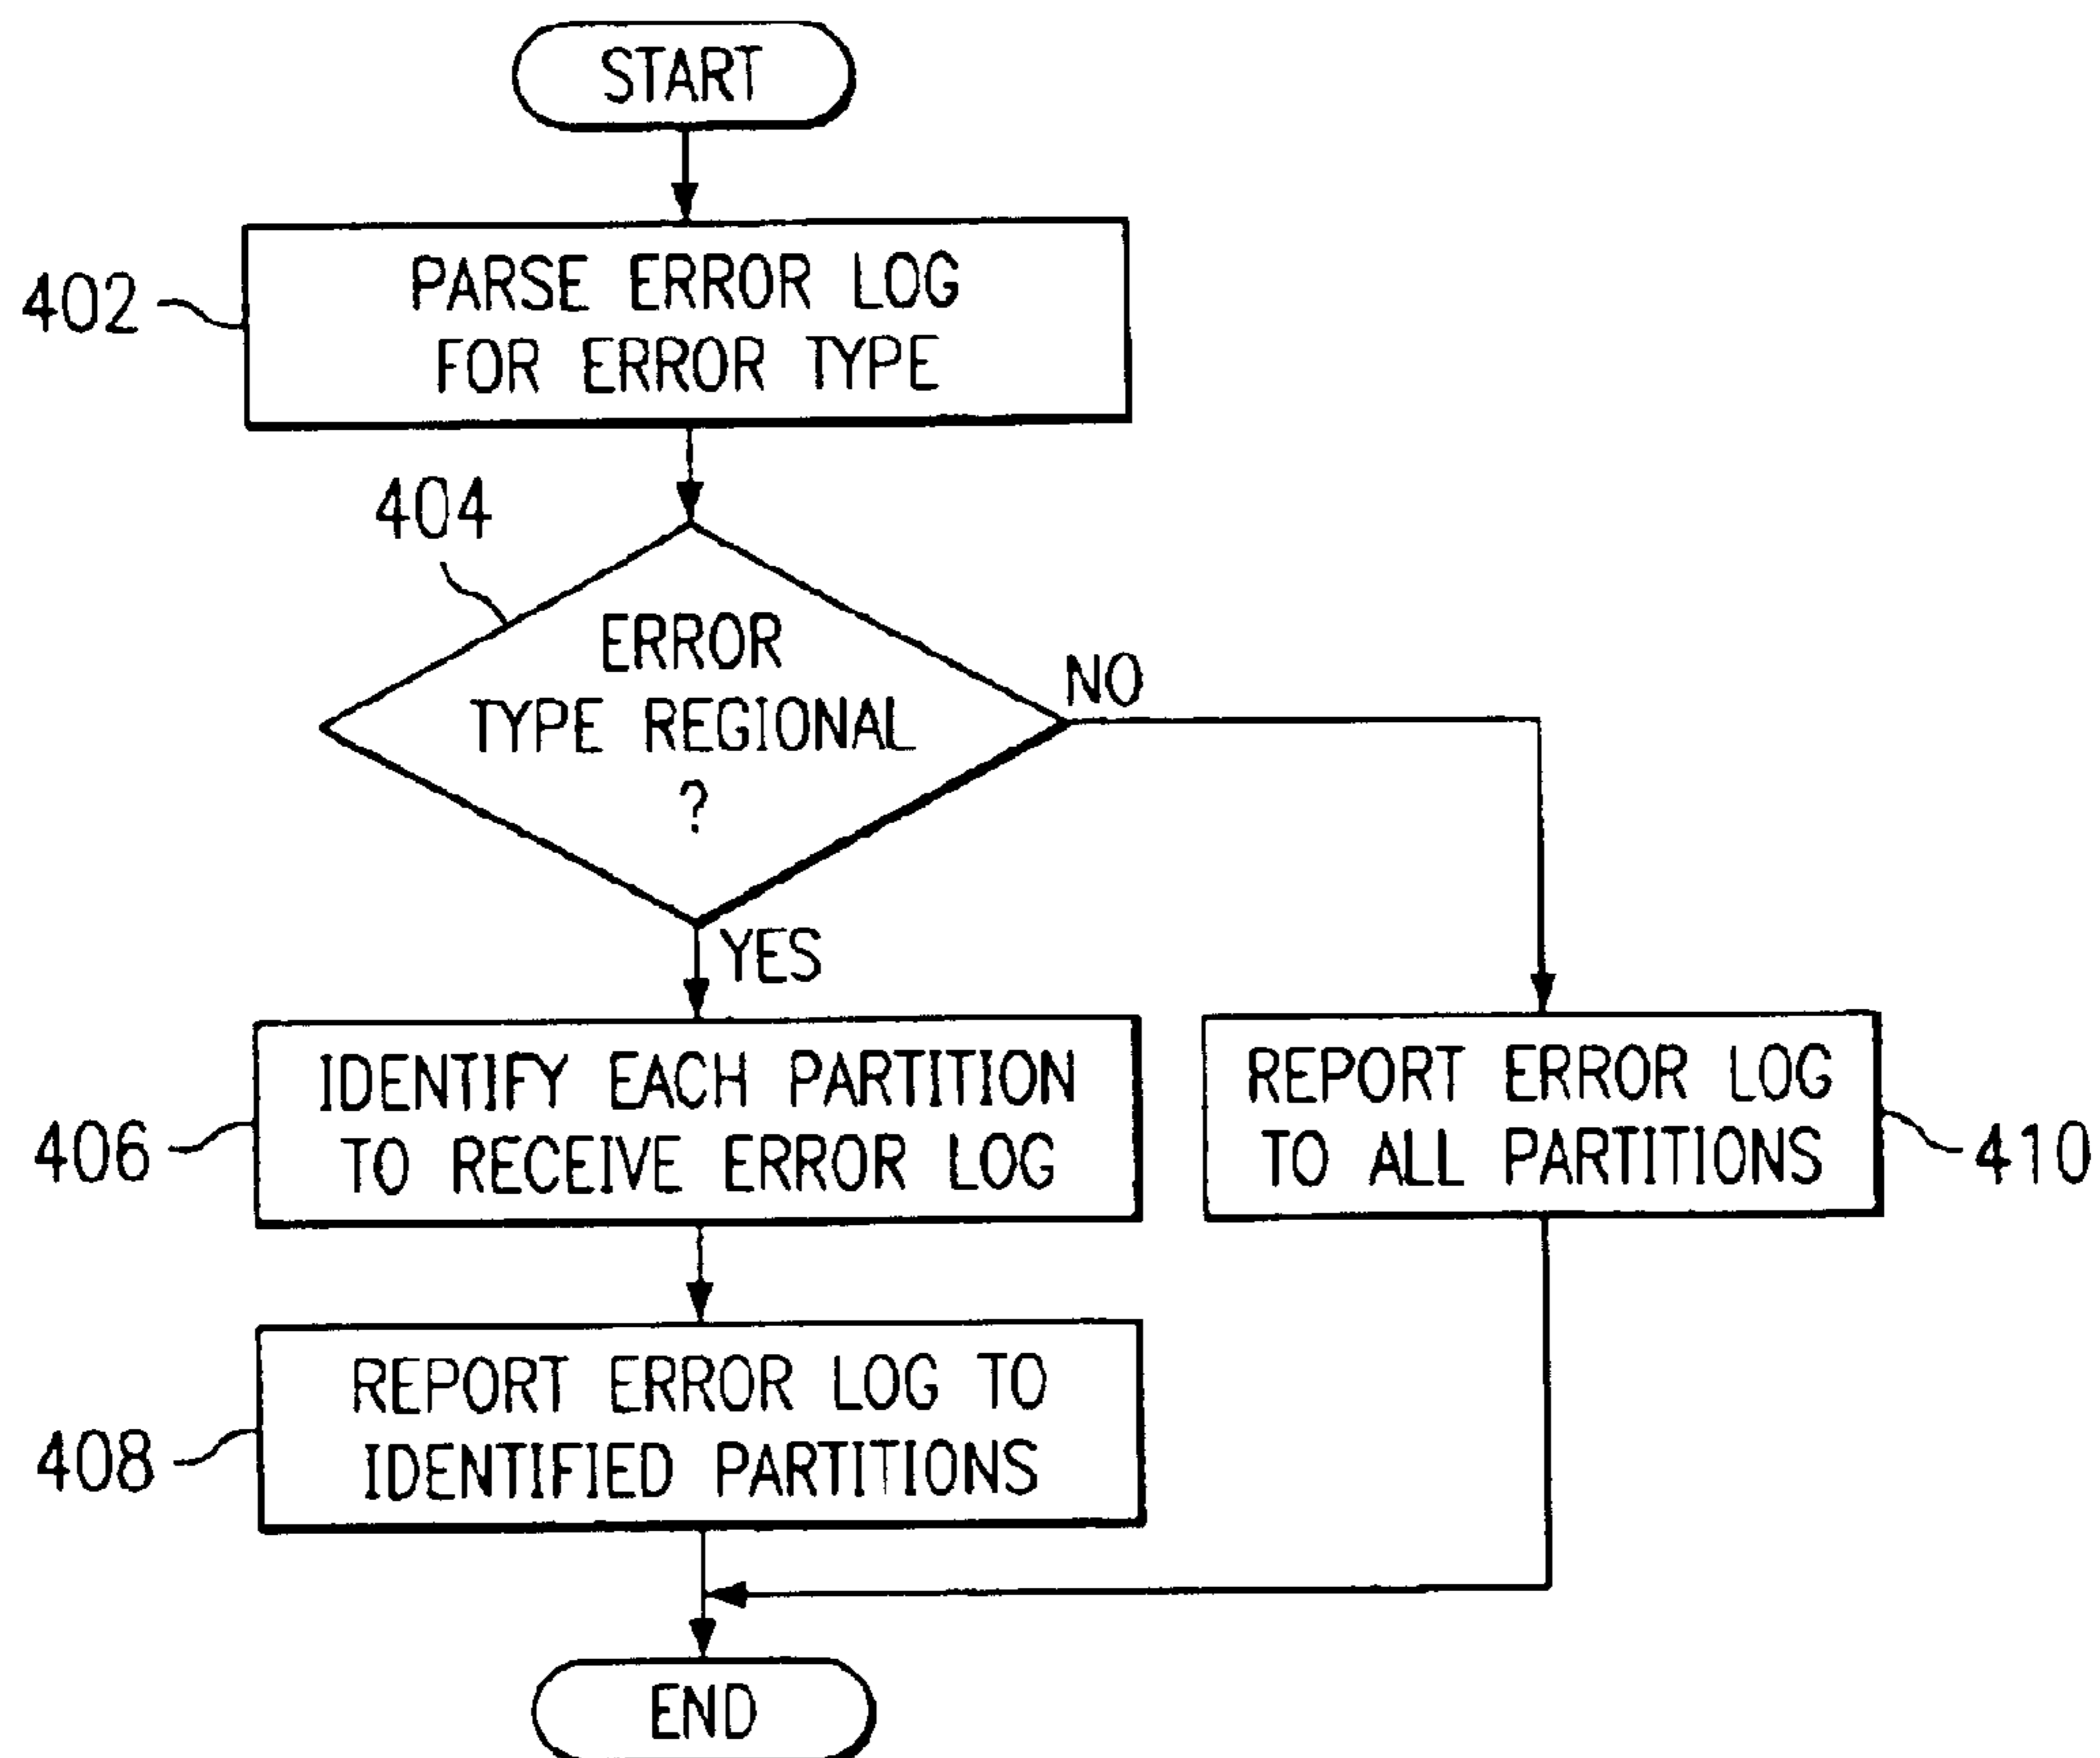 START
402
PARSE ERROR LOG
FOR ERROR TYPE
404
ERROR
TYPE REGIONAL
?
NO
YES
406
IDENTIFY EACH PARTITION
TO RECEIVE ERROR LOG
REPORT ERROR LOG
TO ALL PARTITIONS
410
408
REPORT ERROR LOG TO
IDENTIFIED PARTITIONS
END